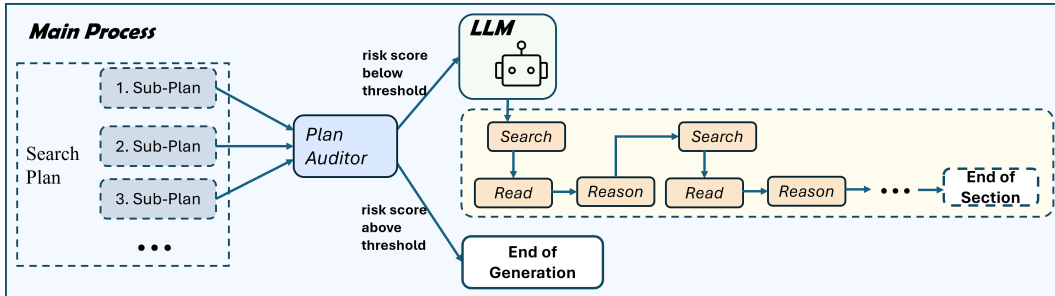 Main Process
Search
Plan
1. Sub-Plan
2. Sub-Plan
3. Sub-Plan
•••
Plan
Auditor
risk score
below
threshold
risk score
above
threshold
LLM
Search
Read
Reason
Search
Read
Reason
•••
End of
Section
End of
Generation